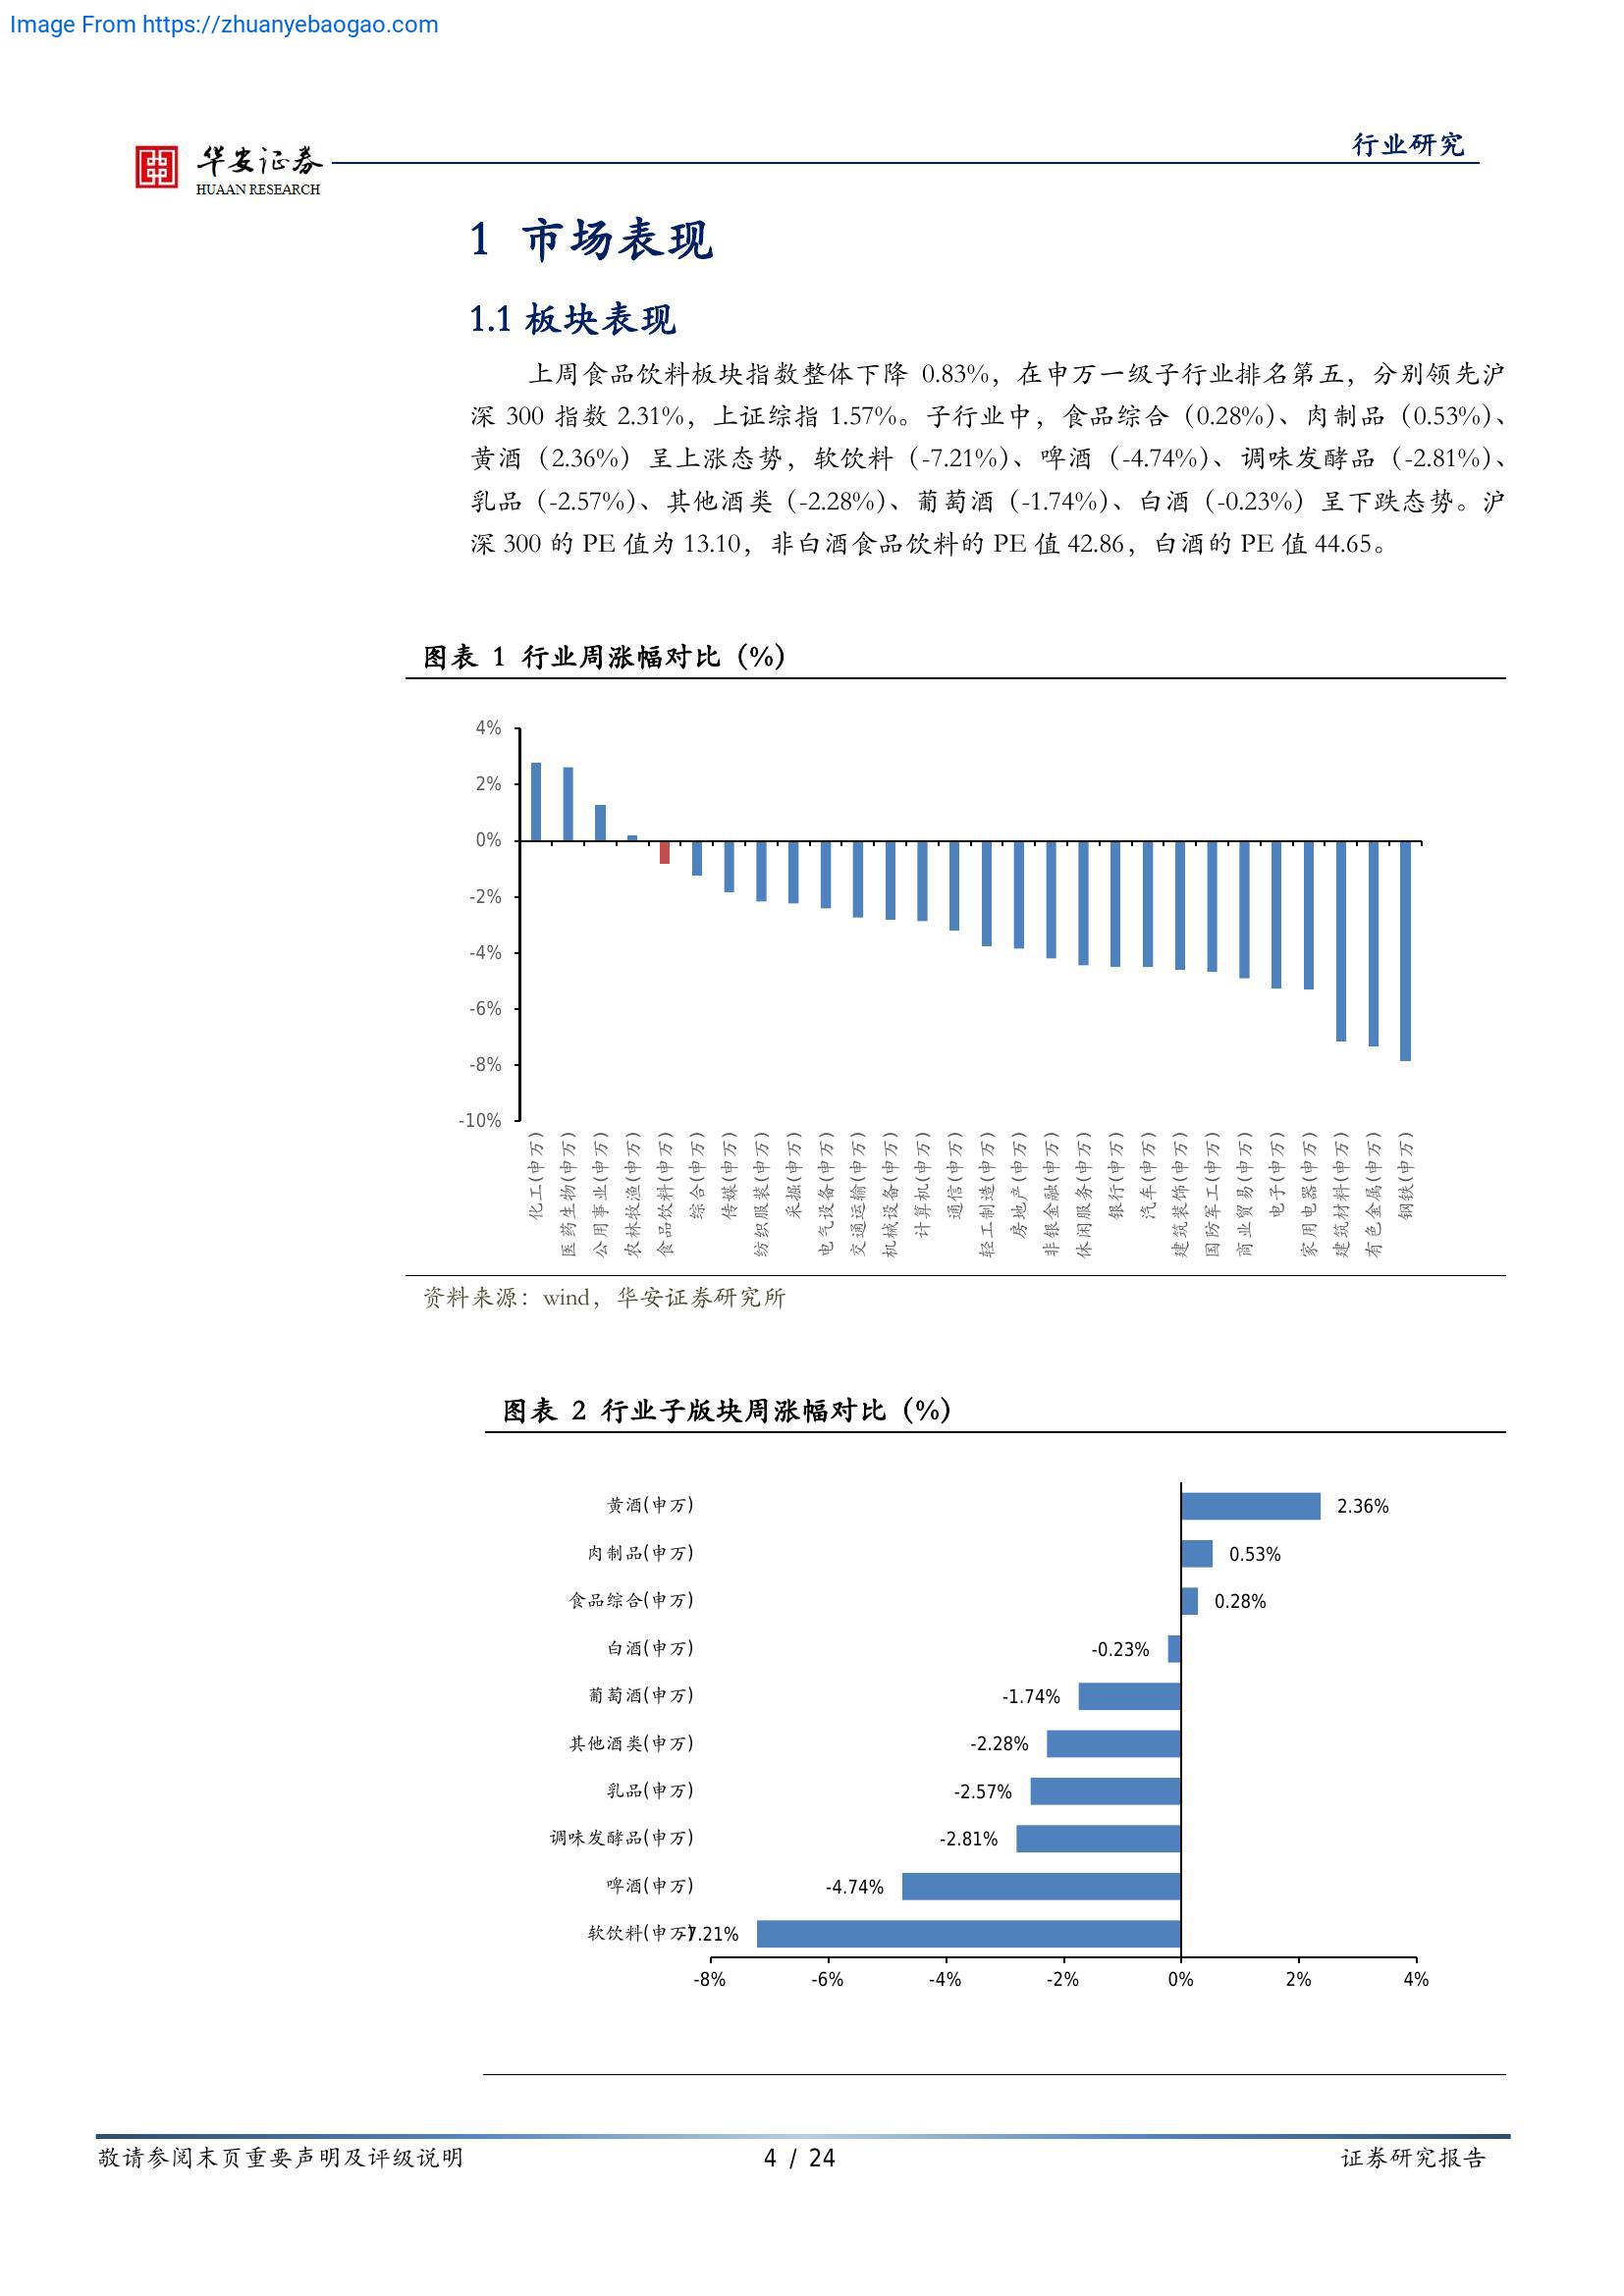 Image From https://zhuanyebaogao.com
华安证券
HUAAN RESEARCH
行业研究
1 市场表现
1.1 板块表现
上周食品饮料板块指数整体下降 0.83%，在申万一级子行业排名第五，分别领先沪
深 300 指数 2.31%，上证综指 1.57%。子行业中，食品综合（0.28%）、肉制品（0.53%）、
黄酒（2.36%）呈上涨态势，软饮料（-7.21%）、啤酒（-4.74%）、调味发酵品（-2.81%）、
乳品（-2.57%）、其他酒类（-2.28%）、葡萄酒（-1.74%）、白酒（-0.23%）呈下跌态势。沪
深 300 的 PE 值为 13.10，非白酒食品饮料的 PE 值 42.86，白酒的 PE 值 44.65。
图表 1 行业周涨幅对比（%）
4%
2%
0%
-2%
-4%
-6%
-8%
-10%
化工(申万)
医药生物(申万)
公用事业(申万)
农林牧渔(申万)
食品饮料(申万)
综合(申万)
传媒(申万)
纺织服装(申万)
采掘(申万)
电气设备(申万)
交通运输(申万)
机械设备(申万)
计算机(申万)
通信(申万)
轻工制造(申万)
房地产(申万)
非银金融(申万)
休闲服务(申万)
银行(申万)
汽车(申万)
建筑装饰(申万)
国防军工(申万)
商业贸易(申万)
电子(申万)
家用电器(申万)
建筑材料(申万)
有色金属(申万)
钢铁(申万)
资料来源：wind，华安证券研究所
图表 2 行业子版块周涨幅对比（%）
黄酒(申万) 2.36%
肉制品(申万) 0.53%
食品综合(申万) 0.28%
白酒(申万) -0.23%
葡萄酒(申万) -1.74%
其他酒类(申万) -2.28%
乳品(申万) -2.57%
调味发酵品(申万) -2.81%
啤酒(申万) -4.74%
软饮料(申万) -7.21%
-8% -6% -4% -2% 0% 2% 4%
敬请参阅末页重要声明及评级说明 4 / 24 证券研究报告